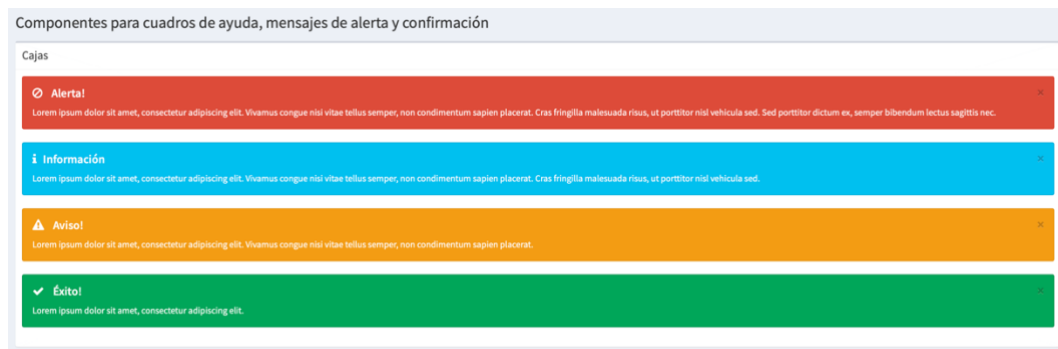 Componentes para cuadros de ayuda, mensajes de alerta y confirmación
Cajas
Alerta!
Lorem ipsum dolor sit amet, consectetur adipiscing elit. Vivamus congue nisi vitae tellus semper, non condimentum sapien placerat. Cras fringilla malesuada risus, ut porttitor nisl vehicula sed. Sed porttitor dictum ex, semper bibendum lectus sagittis nec.
Información
Lorem ipsum dolor sit amet, consectetur adipiscing elit. Vivamus congue nisi vitae tellus semper, non condimentum sapien placerat. Cras fringilla malesuada risus, ut porttitor nisl vehicula sed.
Aviso!
Lorem ipsum dolor sit amet, consectetur adipiscing elit. Vivamus congue nisi vitae tellus semper, non condimentum sapien placerat.
Éxito!
Lorem ipsum dolor sit amet, consectetur adipiscing elit.